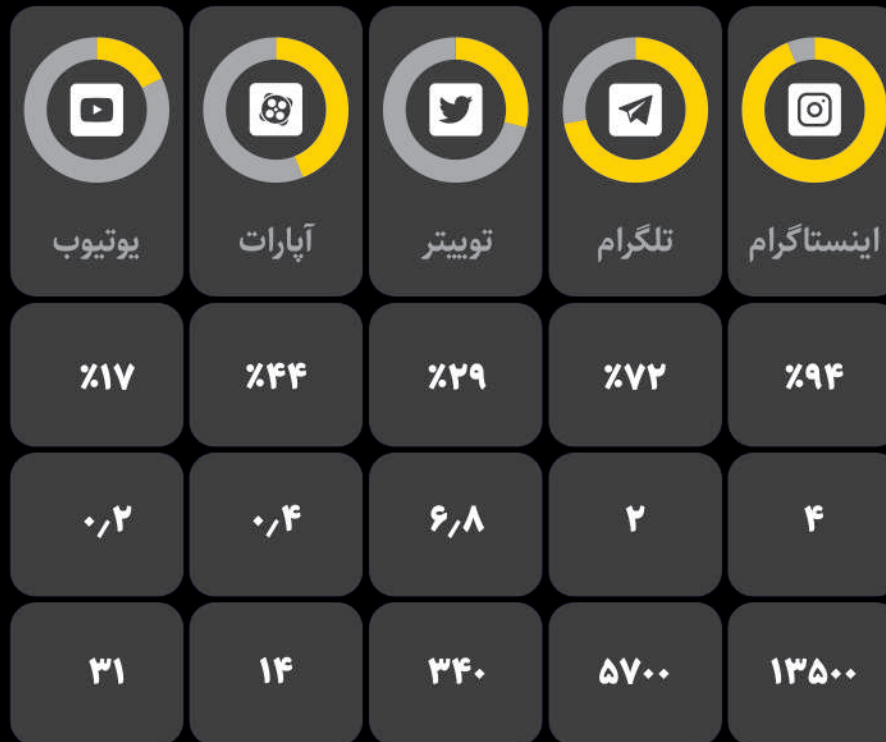 اینستاگرام تلگرام توییتر آپارات یوتیوب
٪۹۴ ٪۷۲ ٪۲۹ ٪۴۴ ٪۱۷
۴ ۲ ۶٫۸ ۰٫۴ ۰٫۲
۱۳۵۰۰ ۵۷۰۰ ۳۴۰ ۱۴ ۳۱